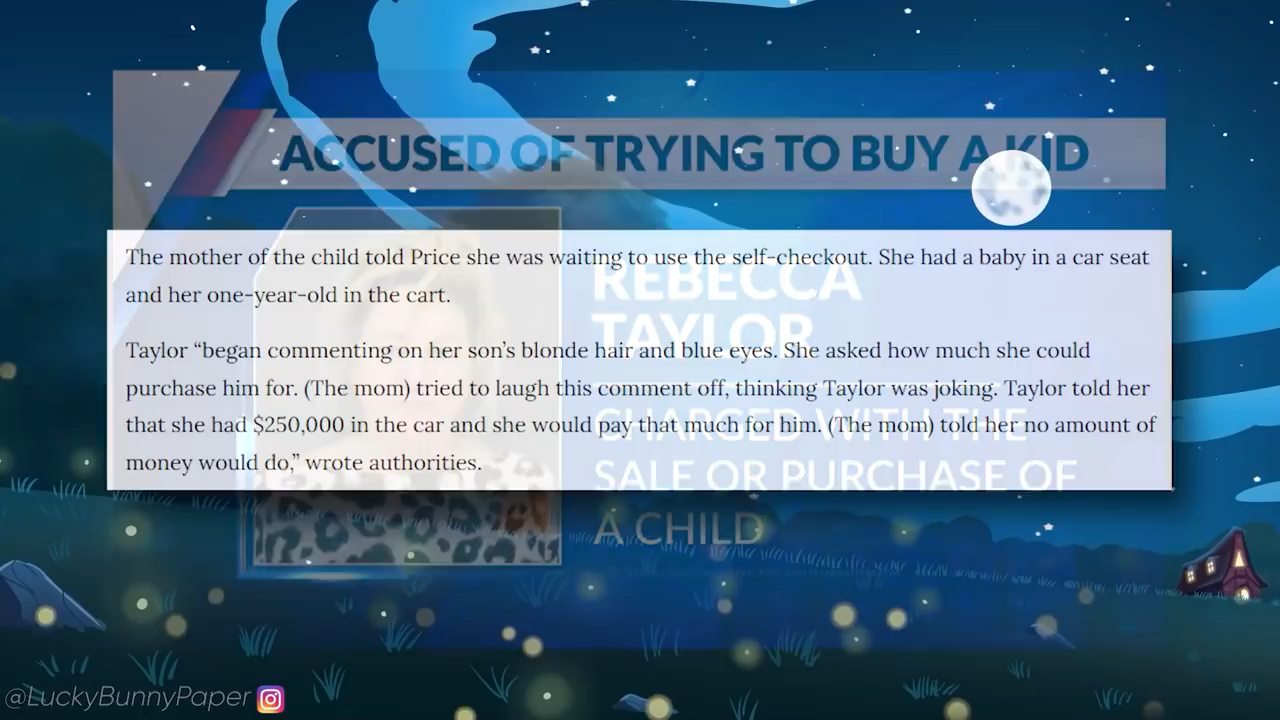 ACCUSED OF TRYING TO BUY A KID
The mother of the child told Price she was waiting to use the self-checkout. She had a baby in a car seat
and her one-year-old in the cart.
Taylor “began commenting on her son’s blonde hair and blue eyes. She asked how much she could
purchase him for. (The mom) tried to laugh this comment off, thinking Taylor was joking. Taylor told her
that she had $250,000 in the car and she would pay that much for him. (The mom) told her no amount of
money would do,” wrote authorities.
REBECCA
TAYLOR
CHARGED WITH THE
SALE OR PURCHASE OF
A CHILD
@LuckyBunnyPaper